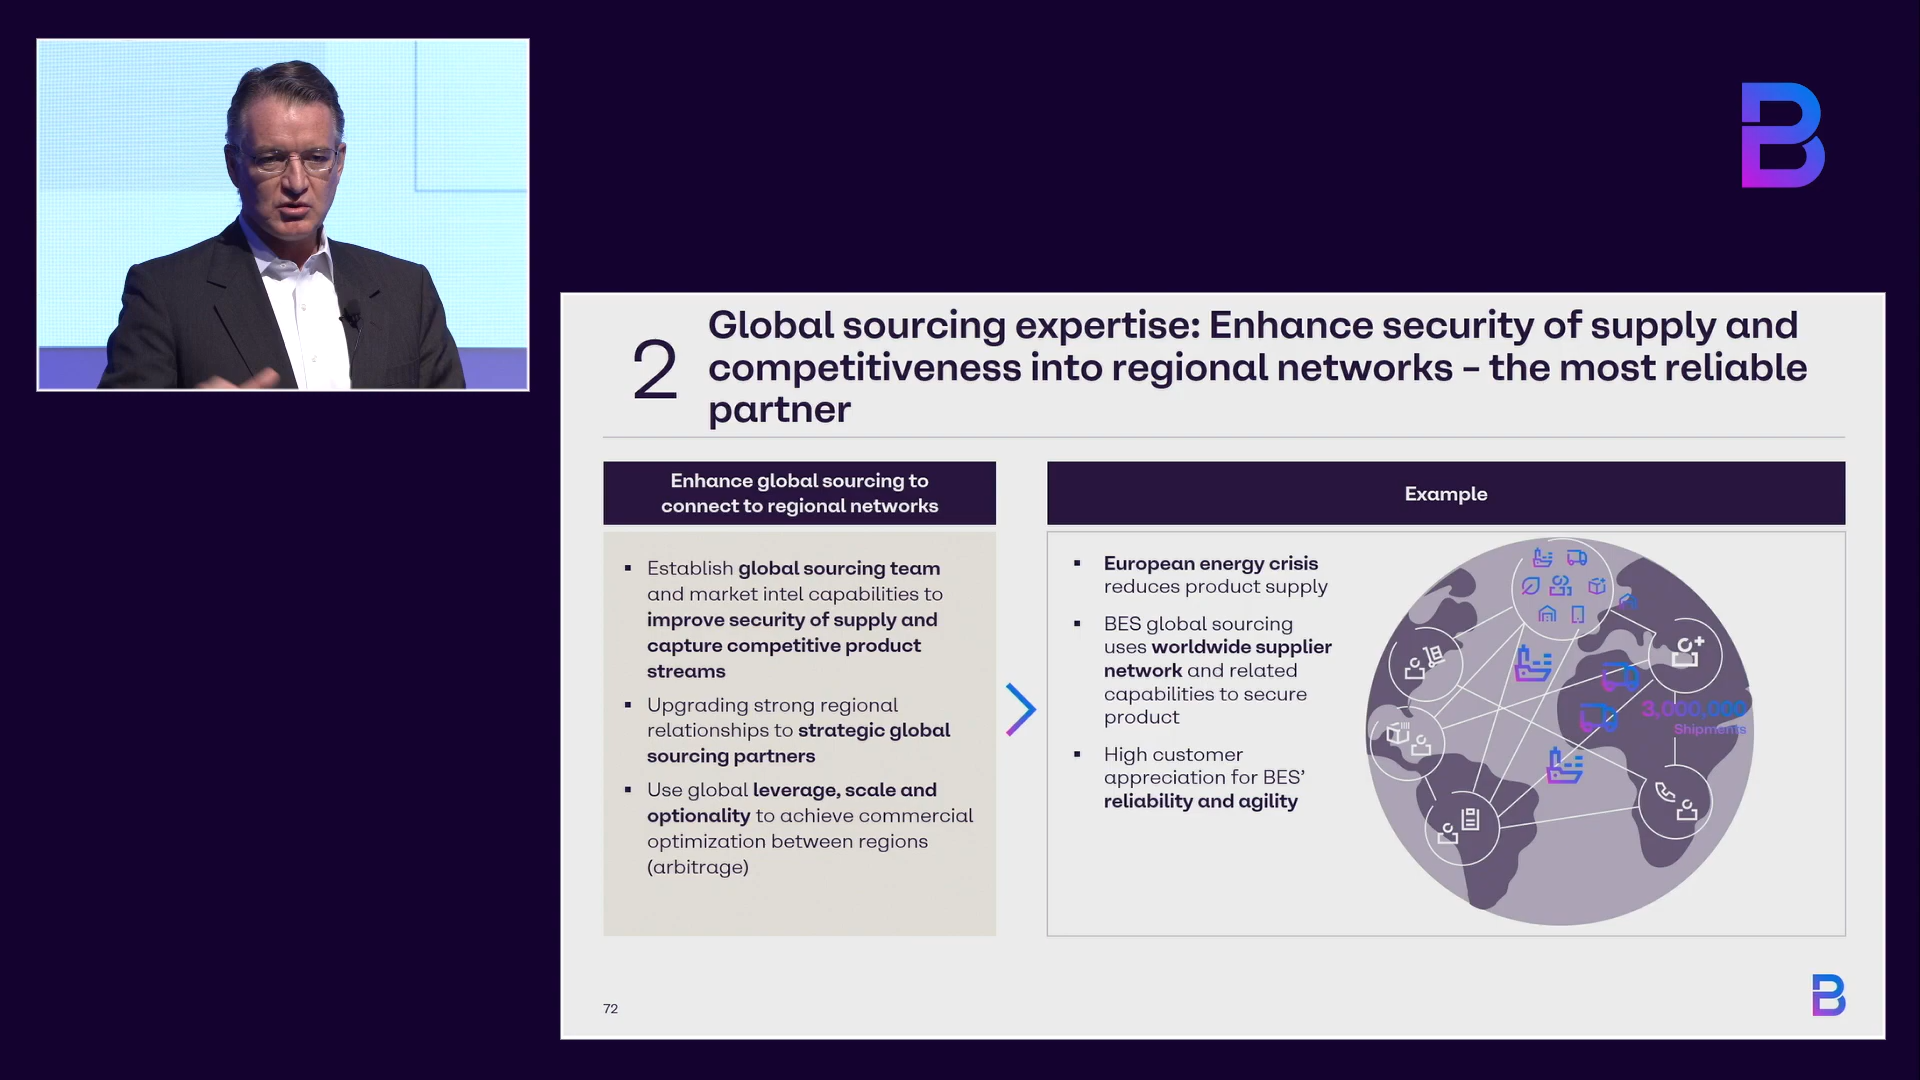 2
Global sourcing expertise: Enhance security of supply and
competitiveness into regional networks – the most reliable
partner
Enhance global sourcing to
connect to regional networks
▪ Establish global sourcing team
and market intel capabilities to
improve security of supply and
capture competitive product
streams
▪ Upgrading strong regional
relationships to strategic global
sourcing partners
▪ Use global leverage, scale and
optionality to achieve commercial
optimization between regions
(arbitrage)
Example
▪ European energy crisis
reduces product supply
▪ BES global sourcing
uses worldwide supplier
network and related
capabilities to secure
product
▪ High customer
appreciation for BES’
reliability and agility
3,000,000
Shipments
72